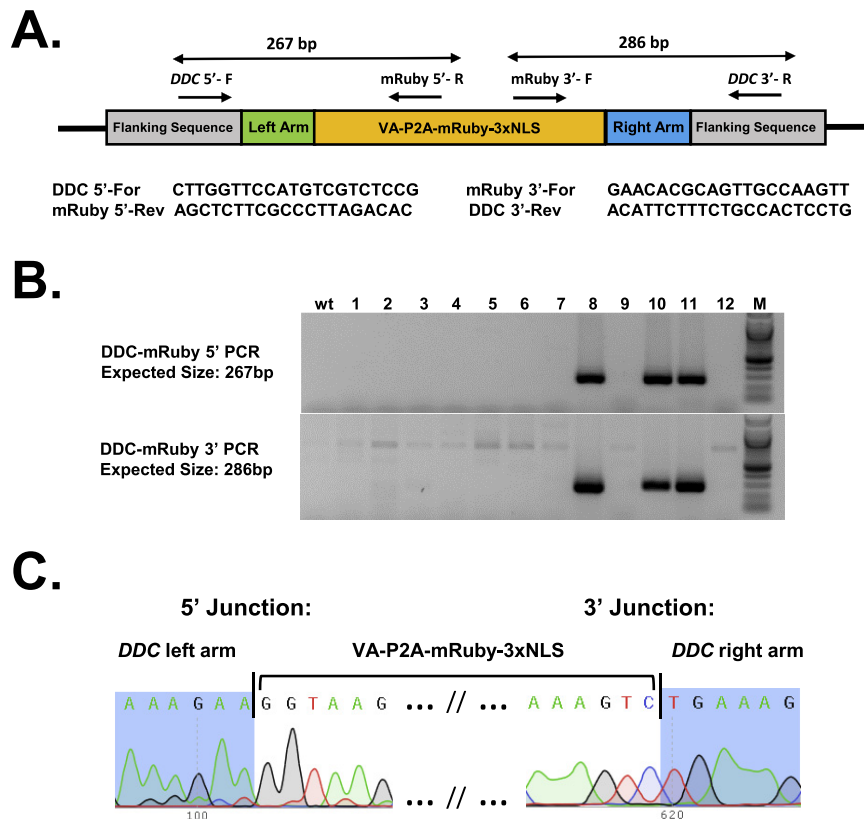 A.
267 bp 286 bp
DDC 5’- F mRuby 5’- R mRuby 3’- F DDC 3’- R
Flanking Sequence Left Arm VA-P2A-mRuby-3xNLS Right Arm Flanking Sequence
DDC 5’-For CTTGGTTCCATGTCGTCTCCG mRuby 3’-For GAACACGCAGTTGCCAAGTT
mRuby 5’-Rev AGCTCTTCGCCCTTAGACAC DDC 3’-Rev ACATTCTTTCTGCCACTCCTG
B.
wt 1 2 3 4 5 6 7 8 9 10 11 12 M
DDC-mRuby 5’ PCR
Expected Size: 267bp
DDC-mRuby 3’ PCR
Expected Size: 286bp
C.
5’ Junction: 3’ Junction:
DDC left arm VA-P2A-mRuby-3xNLS DDC right arm
A A A G A A G G T A A G ... // ... A A A G T C T G A A A G
... // ...
100 620